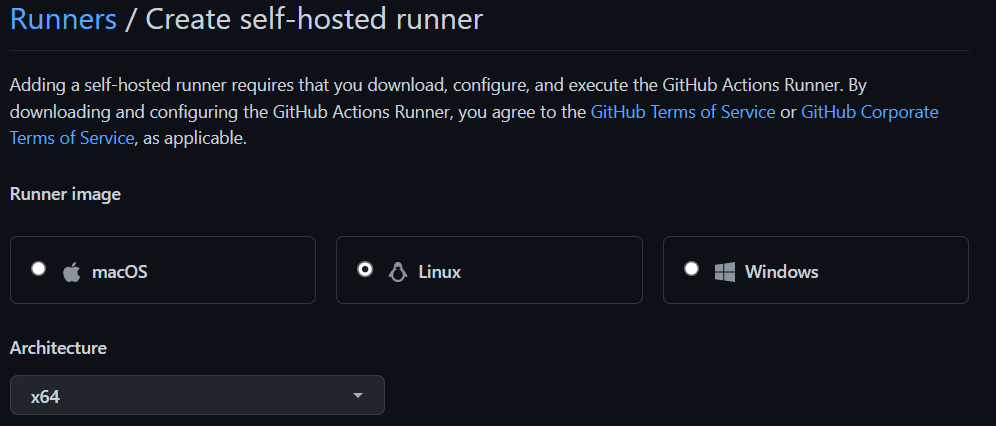 Runners / Create self-hosted runner
Adding a self-hosted runner requires that you download, configure, and execute the GitHub Actions Runner. By
downloading and configuring the GitHub Actions Runner, you agree to the GitHub Terms of Service or GitHub Corporate
Terms of Service, as applicable.
Runner image
macOS
Linux
Windows
Architecture
x64